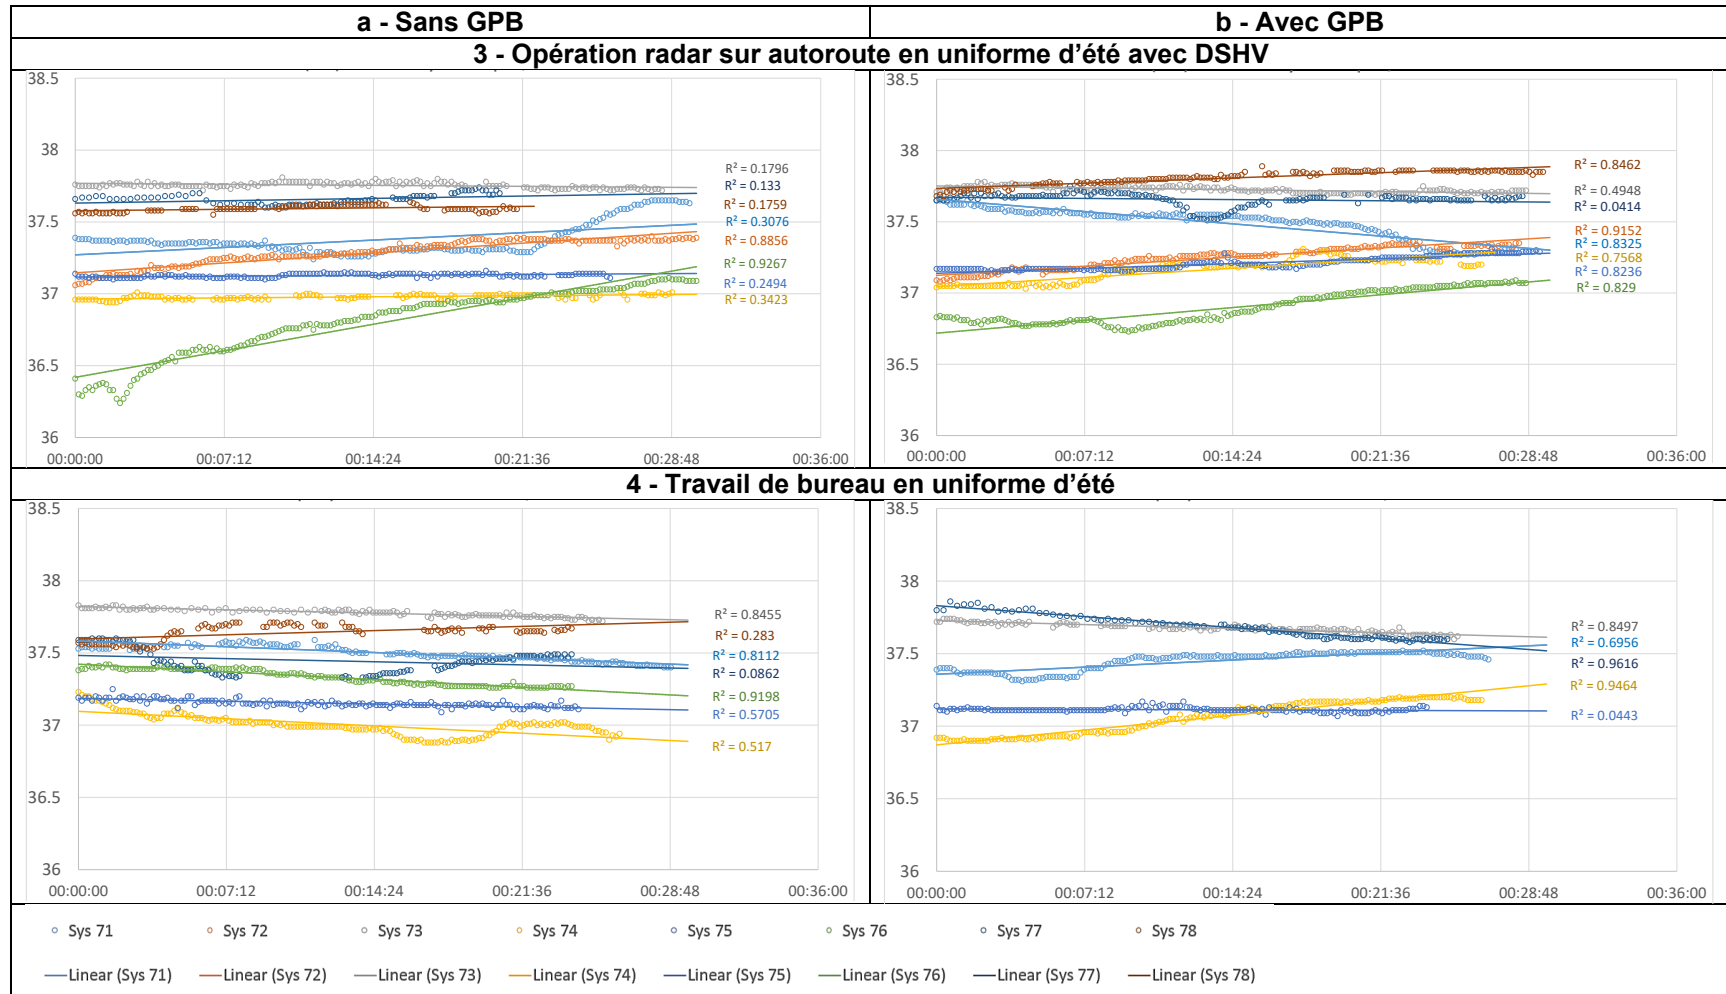 a - Sans GPB
b - Avec GPB
3 - Opération radar sur autoroute en uniforme d'été avec DSHV
38.5
38
37.5
37
36.5
36
00:00:00 00:07:12 00:14:24 00:21:36 00:28:48 00:36:00
R² = 0.1796
R² = 0.133
R² = 0.1759
R² = 0.3076
R² = 0.8856
R² = 0.9267
R² = 0.2494
R² = 0.3423
38.5
38
37.5
37
36.5
36
00:00:00 00:07:12 00:14:24 00:21:36 00:28:48 00:36:00
R² = 0.8462
R² = 0.4948
R² = 0.0414
R² = 0.9152
R² = 0.8325
R² = 0.7568
R² = 0.8236
R² = 0.829
4 - Travail de bureau en uniforme d'été
38.5
38
37.5
37
36.5
36
00:00:00 00:07:12 00:14:24 00:21:36 00:28:48 00:36:00
R² = 0.8455
R² = 0.283
R² = 0.8112
R² = 0.0862
R² = 0.9198
R² = 0.5705
R² = 0.517
38.5
38
37.5
37
36.5
36
00:00:00 00:07:12 00:14:24 00:21:36 00:28:48 00:36:00
R² = 0.8497
R² = 0.6956
R² = 0.9616
R² = 0.9464
R² = 0.0443
Sys 71 Sys 72 Sys 73 Sys 74 Sys 75 Sys 76 Sys 77 Sys 78
Linear (Sys 71) Linear (Sys 72) Linear (Sys 73) Linear (Sys 74) Linear (Sys 75) Linear (Sys 76) Linear (Sys 77) Linear (Sys 78)